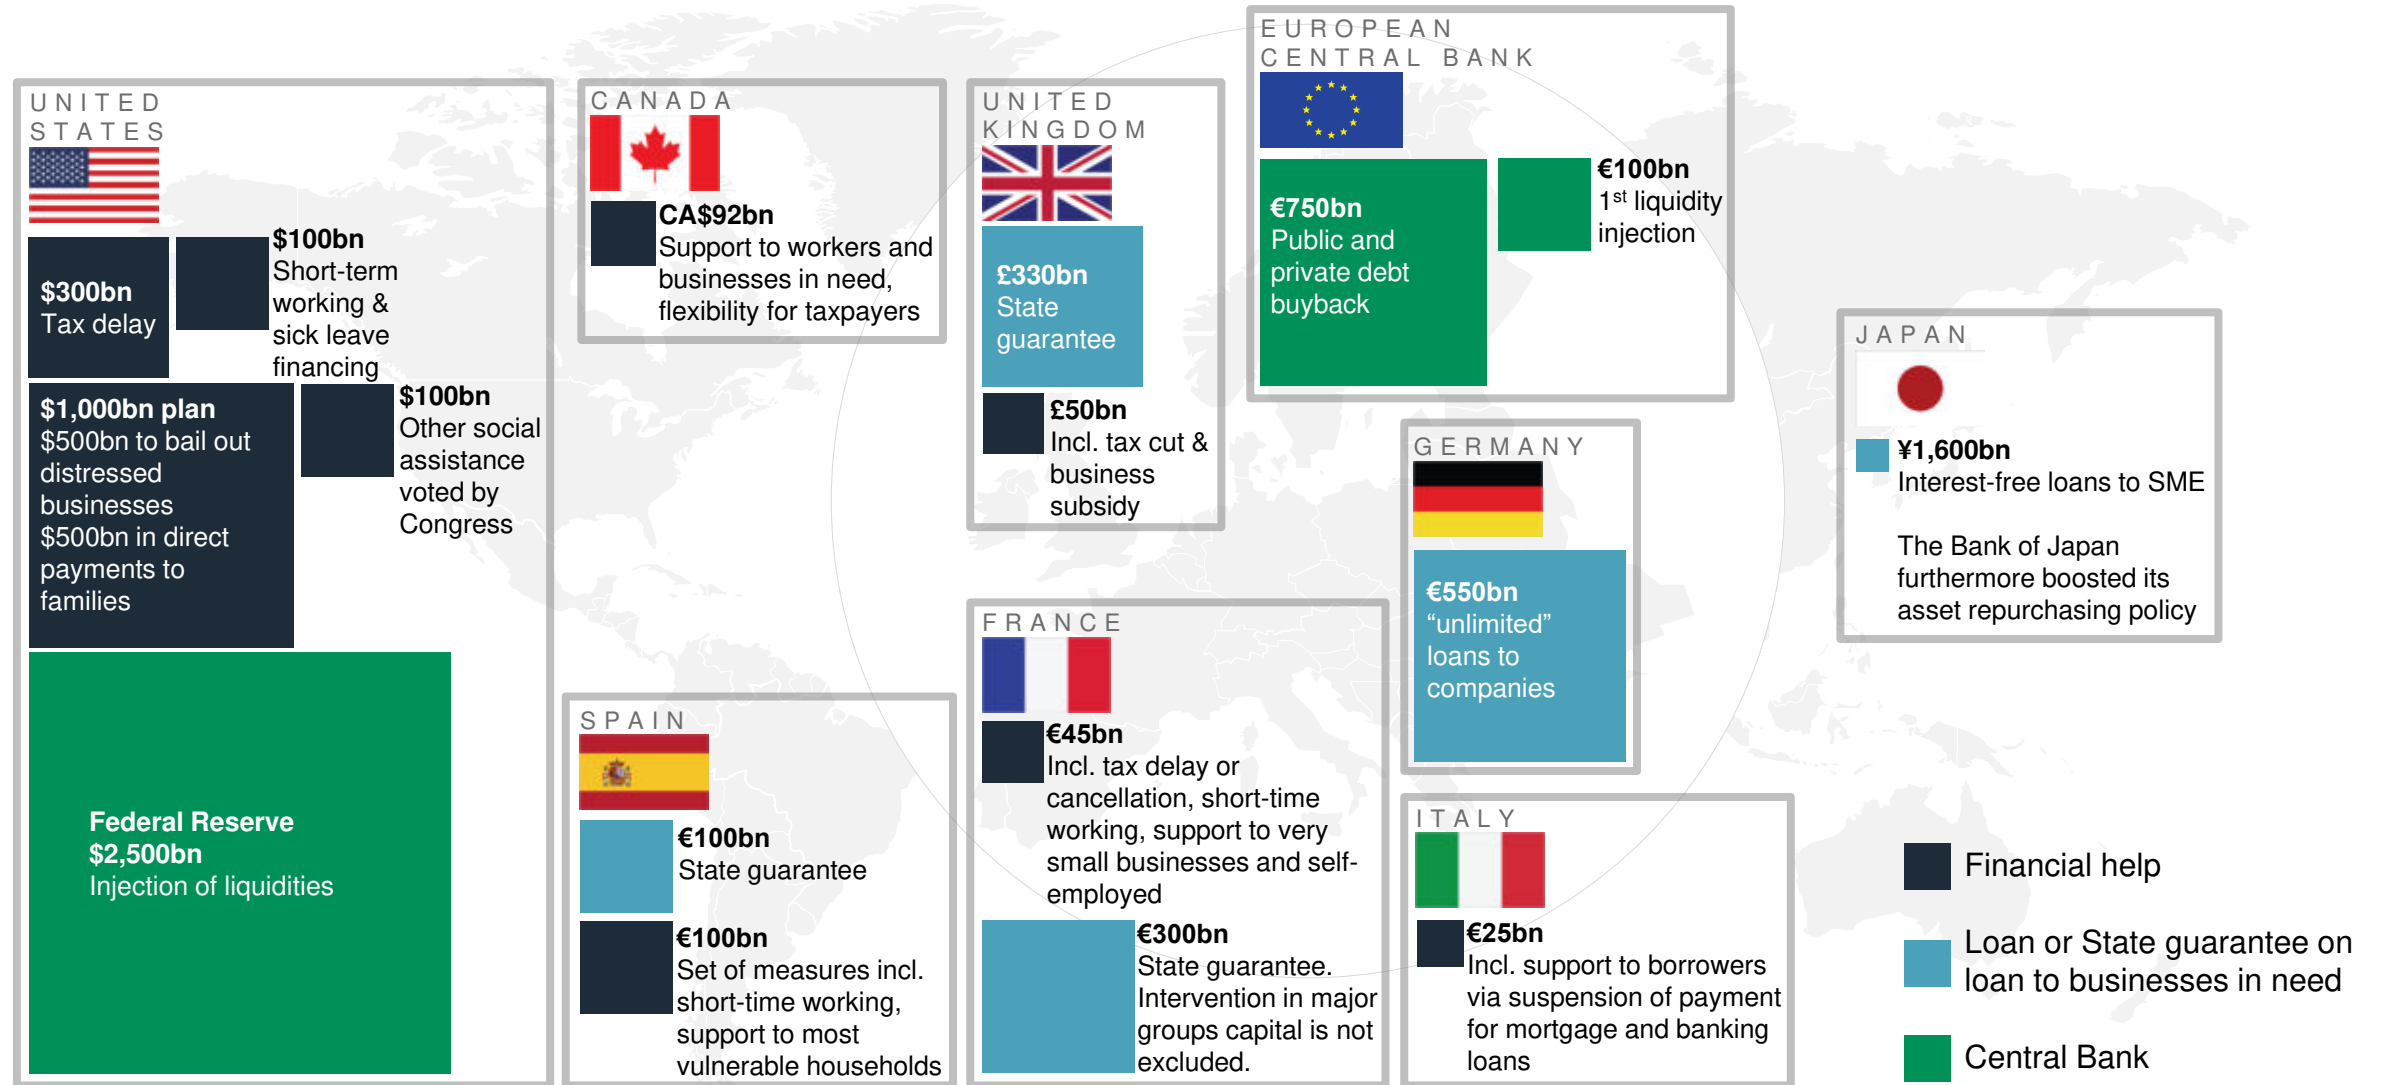 UNITED
STATES
$300bn
Tax delay
$100bn
Short-term
working &
sick leave
financing
$1,000bn plan
$500bn to bail out
distressed
businesses
$500bn in direct
payments to
families
$100bn
Other social
assistance
voted by
Congress
Federal Reserve
$2,500bn
Injection of liquidities
CANADA
CA$92bn
Support to workers and
businesses in need,
flexibility for taxpayers
SPAIN
€100bn
State guarantee
€100bn
Set of measures incl.
short-time working,
support to most
vulnerable households
UNITED
KINGDOM
£330bn
State
guarantee
£50bn
Incl. tax cut &
business
subsidy
FRANCE
€45bn
Incl. tax delay or
cancellation, short-time
working, support to very
small businesses and self-
employed
€300bn
State guarantee.
Intervention in major
groups capital is not
excluded.
EUROPEAN
CENTRAL BANK
€750bn
Public and
private debt
buyback
€100bn
1st liquidity
injection
GERMANY
€550bn
“unlimited”
loans to
companies
ITALY
€25bn
Incl. support to borrowers
via suspension of payment
for mortgage and banking
loans
JAPAN
¥1,600bn
Interest-free loans to SME
The Bank of Japan
furthermore boosted its
asset repurchasing policy
Financial help
Loan or State guarantee on
loan to businesses in need
Central Bank